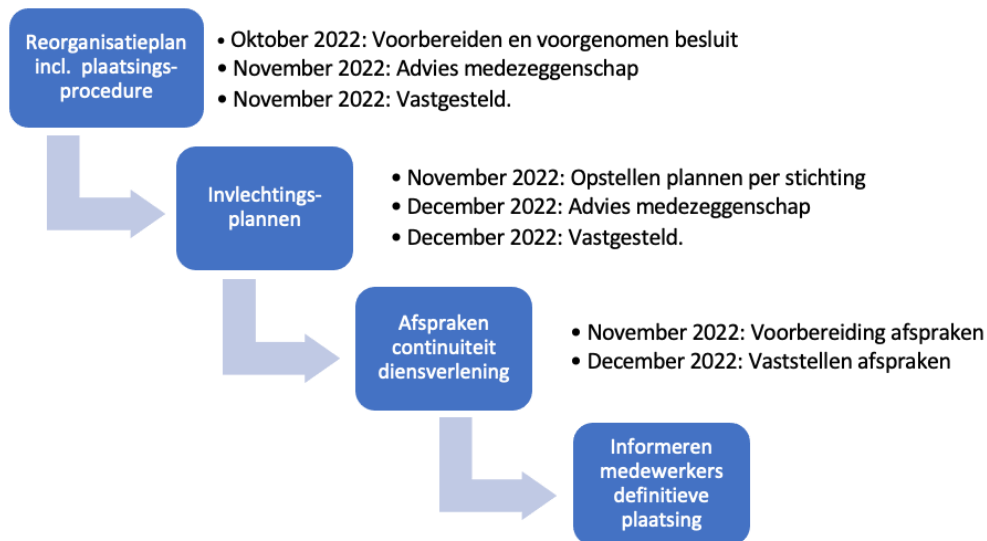 Reorganisatieplan
incl. plaatsings-
procedure
• Oktober 2022: Voorbereiden en voorgenomen besluit
• November 2022: Advies medezeggenschap
• November 2022: Vastgesteld.
Invlechtings-
plannen
• November 2022: Opstellen plannen per stichting
• December 2022: Advies medezeggenschap
• December 2022: Vastgesteld.
Afspraken
continuiteit
diensverlening
• November 2022: Voorbereiding afspraken
• December 2022: Vaststellen afspraken
Informeren
medewerkers
definitieve
plaatsing